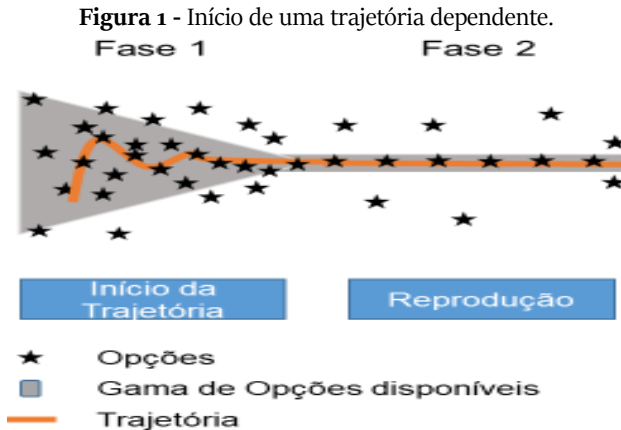 Figura 1 - Início de uma trajetória dependente.
Fase 1 Fase 2
Início da
Trajetória
Reprodução
Opções
Gama de Opções disponíveis
Trajetória